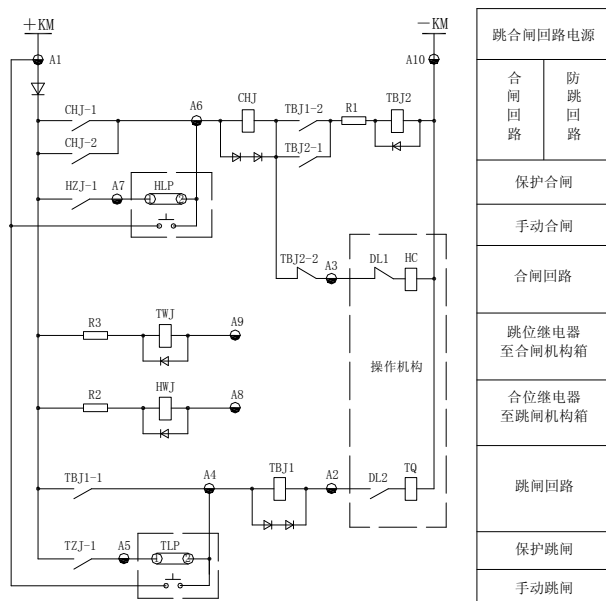 +KM
-KM
跳合闸回路电源
A1
A10
合闸回路
防跳回路
CHJ-1
A6
CHJ
TBJ1-2
R1
TBJ2
CHJ-2
TBJ2-1
HZJ-1
A7
HLP
1
2
保护合闸
手动合闸
TBJ2-2
A3
DL1
HC
合闸回路
R3
TWJ
A9
跳位继电器
至合闸机构箱
操作机构
R2
HWJ
A8
合位继电器
至跳闸机构箱
TBJ1-1
A4
TBJ1
A2
DL2
TQ
跳闸回路
TZJ-1
A5
TLP
1
2
保护跳闸
手动跳闸